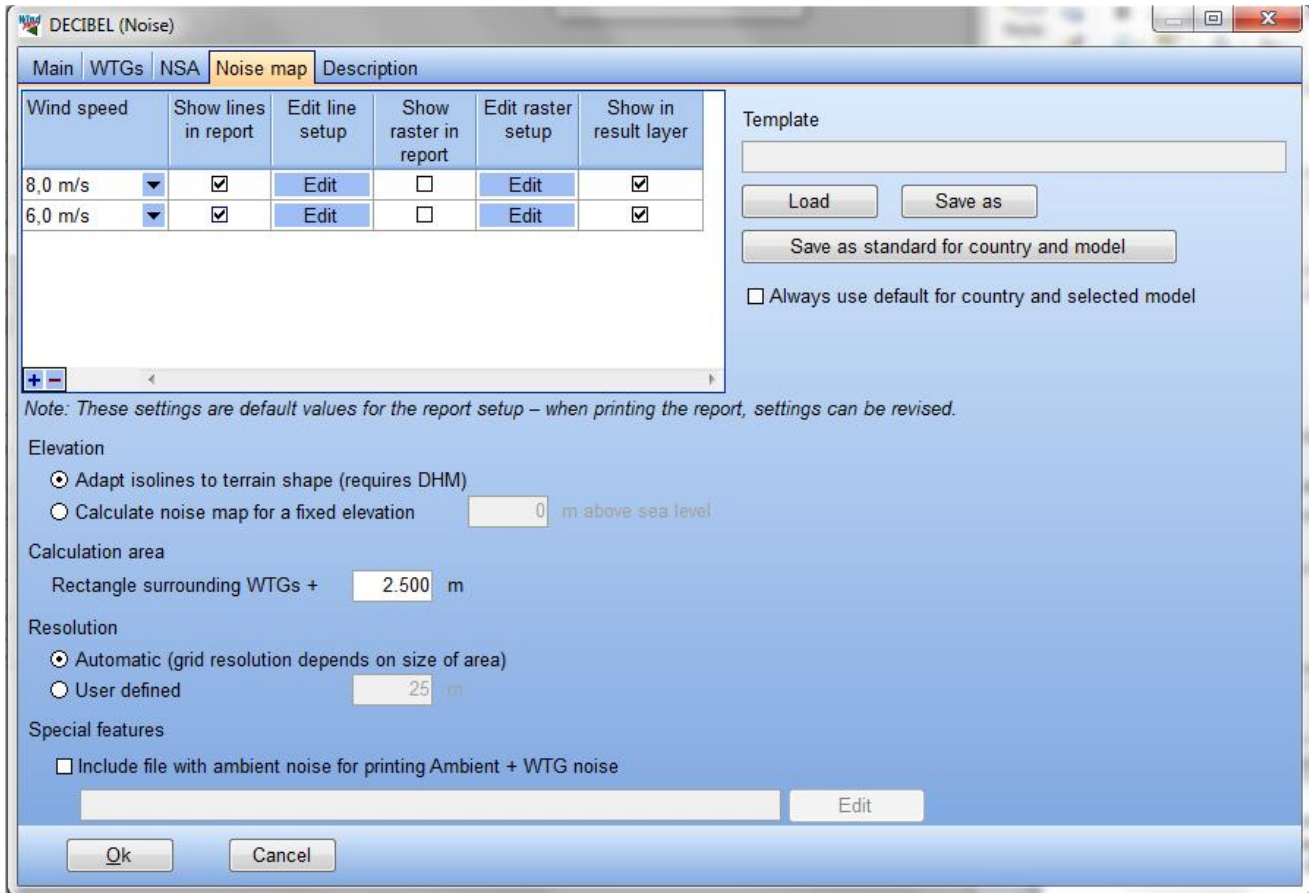 Wind
DECIBEL (Noise)
Main WTGs NSA Noise map Description
Wind speed Show lines in report Edit line setup Show raster in report Edit raster setup Show in result layer
8,0 m/s Edit Edit
6,0 m/s Edit Edit
Template
Load Save as
Save as standard for country and model
Always use default for country and selected model
Note: These settings are default values for the report setup – when printing the report, settings can be revised.
Elevation
Adapt isolines to terrain shape (requires DHM)
Calculate noise map for a fixed elevation 0 m above sea level
Calculation area
Rectangle surrounding WTGs + 2.500 m
Resolution
Automatic (grid resolution depends on size of area)
User defined 25 m
Special features
Include file with ambient noise for printing Ambient + WTG noise
Edit
Ok Cancel